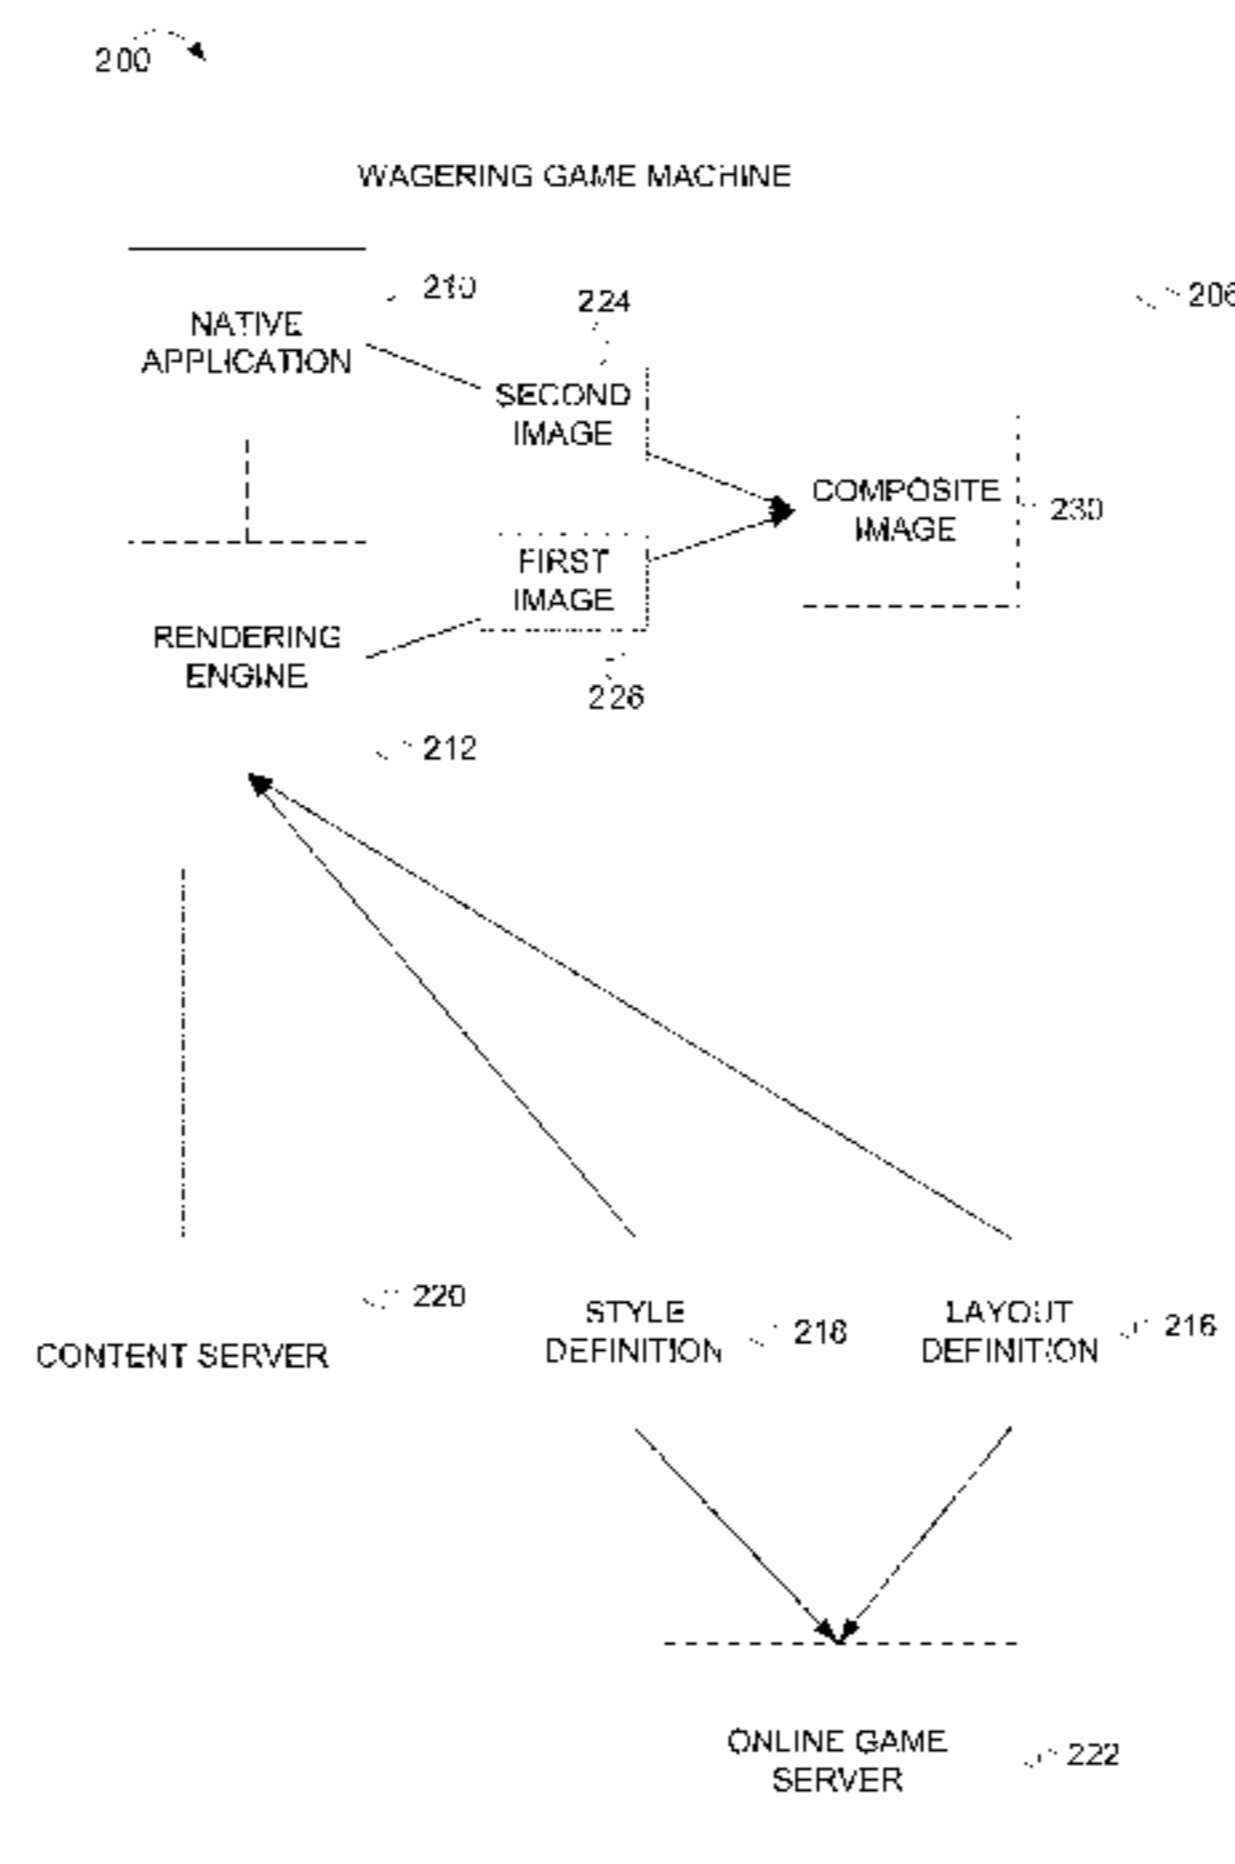 200
WAGERING GAME MACHINE
210
224
206
NATIVE
APPLICATION
SECOND
IMAGE
COMPOSITE
IMAGE
230
FIRST
IMAGE
RENDERING
ENGINE
226
212
220
STYLE
DEFINITION
218
LAYOUT
DEFINITION
216
CONTENT SERVER
ONLINE GAME
SERVER
222